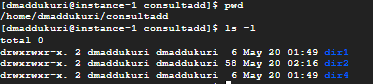 [dmaddukuri@instance-1 consultadd]$ pwd
/home/dmaddukuri/consultadd
[dmaddukuri@instance-1 consultadd]$ ls -l
total 0
drwxrwxr-x. 2 dmaddukuri dmaddukuri  6 May 20 01:49 dir1
drwxrwxr-x. 2 dmaddukuri dmaddukuri 58 May 20 02:16 dir2
drwxrwxr-x. 2 dmaddukuri dmaddukuri  6 May 20 01:49 dir4